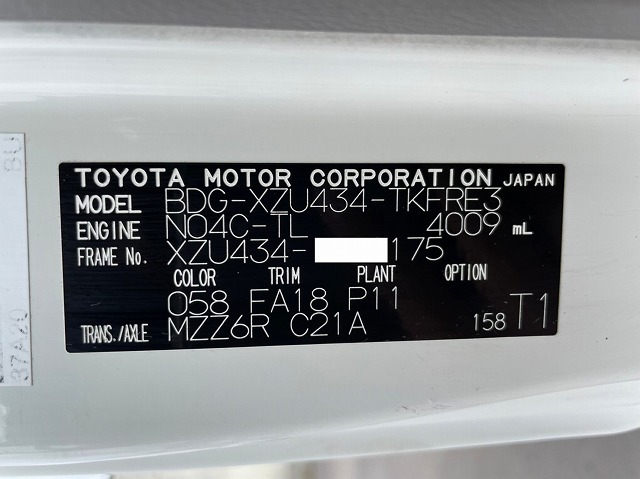 TOYOTA MOTOR CORPORATION JAPAN
MODEL BDG-XZU434-TKFRE3
ENGINE N04C-TL 4009 mL
FRAME No. XZU434- 175
COLOR TRIM PLANT OPTION
058 FA18 P11
TRANS./AXLE MZZ6R C21A 158 T1